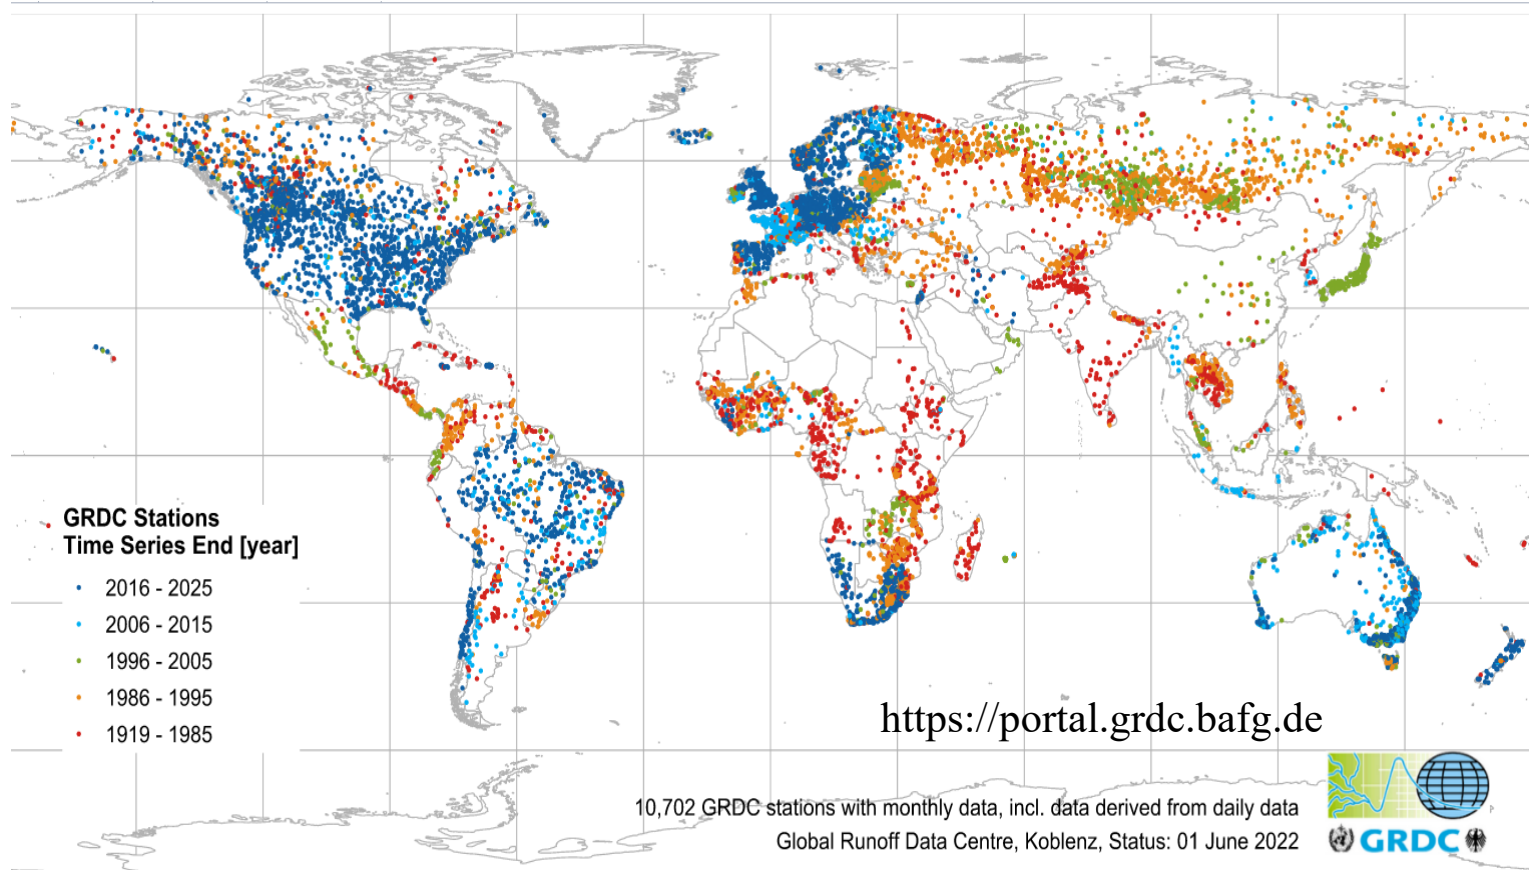 GRDC Stations
Time Series End [year]
2016 - 2025
2006 - 2015
1996 - 2005
1986 - 1995
1919 - 1985
https://portal.grdc.bafg.de
10,702 GRDC stations with monthly data, incl. data derived from daily data
Global Runoff Data Centre, Koblenz, Status: 01 June 2022
GRDC